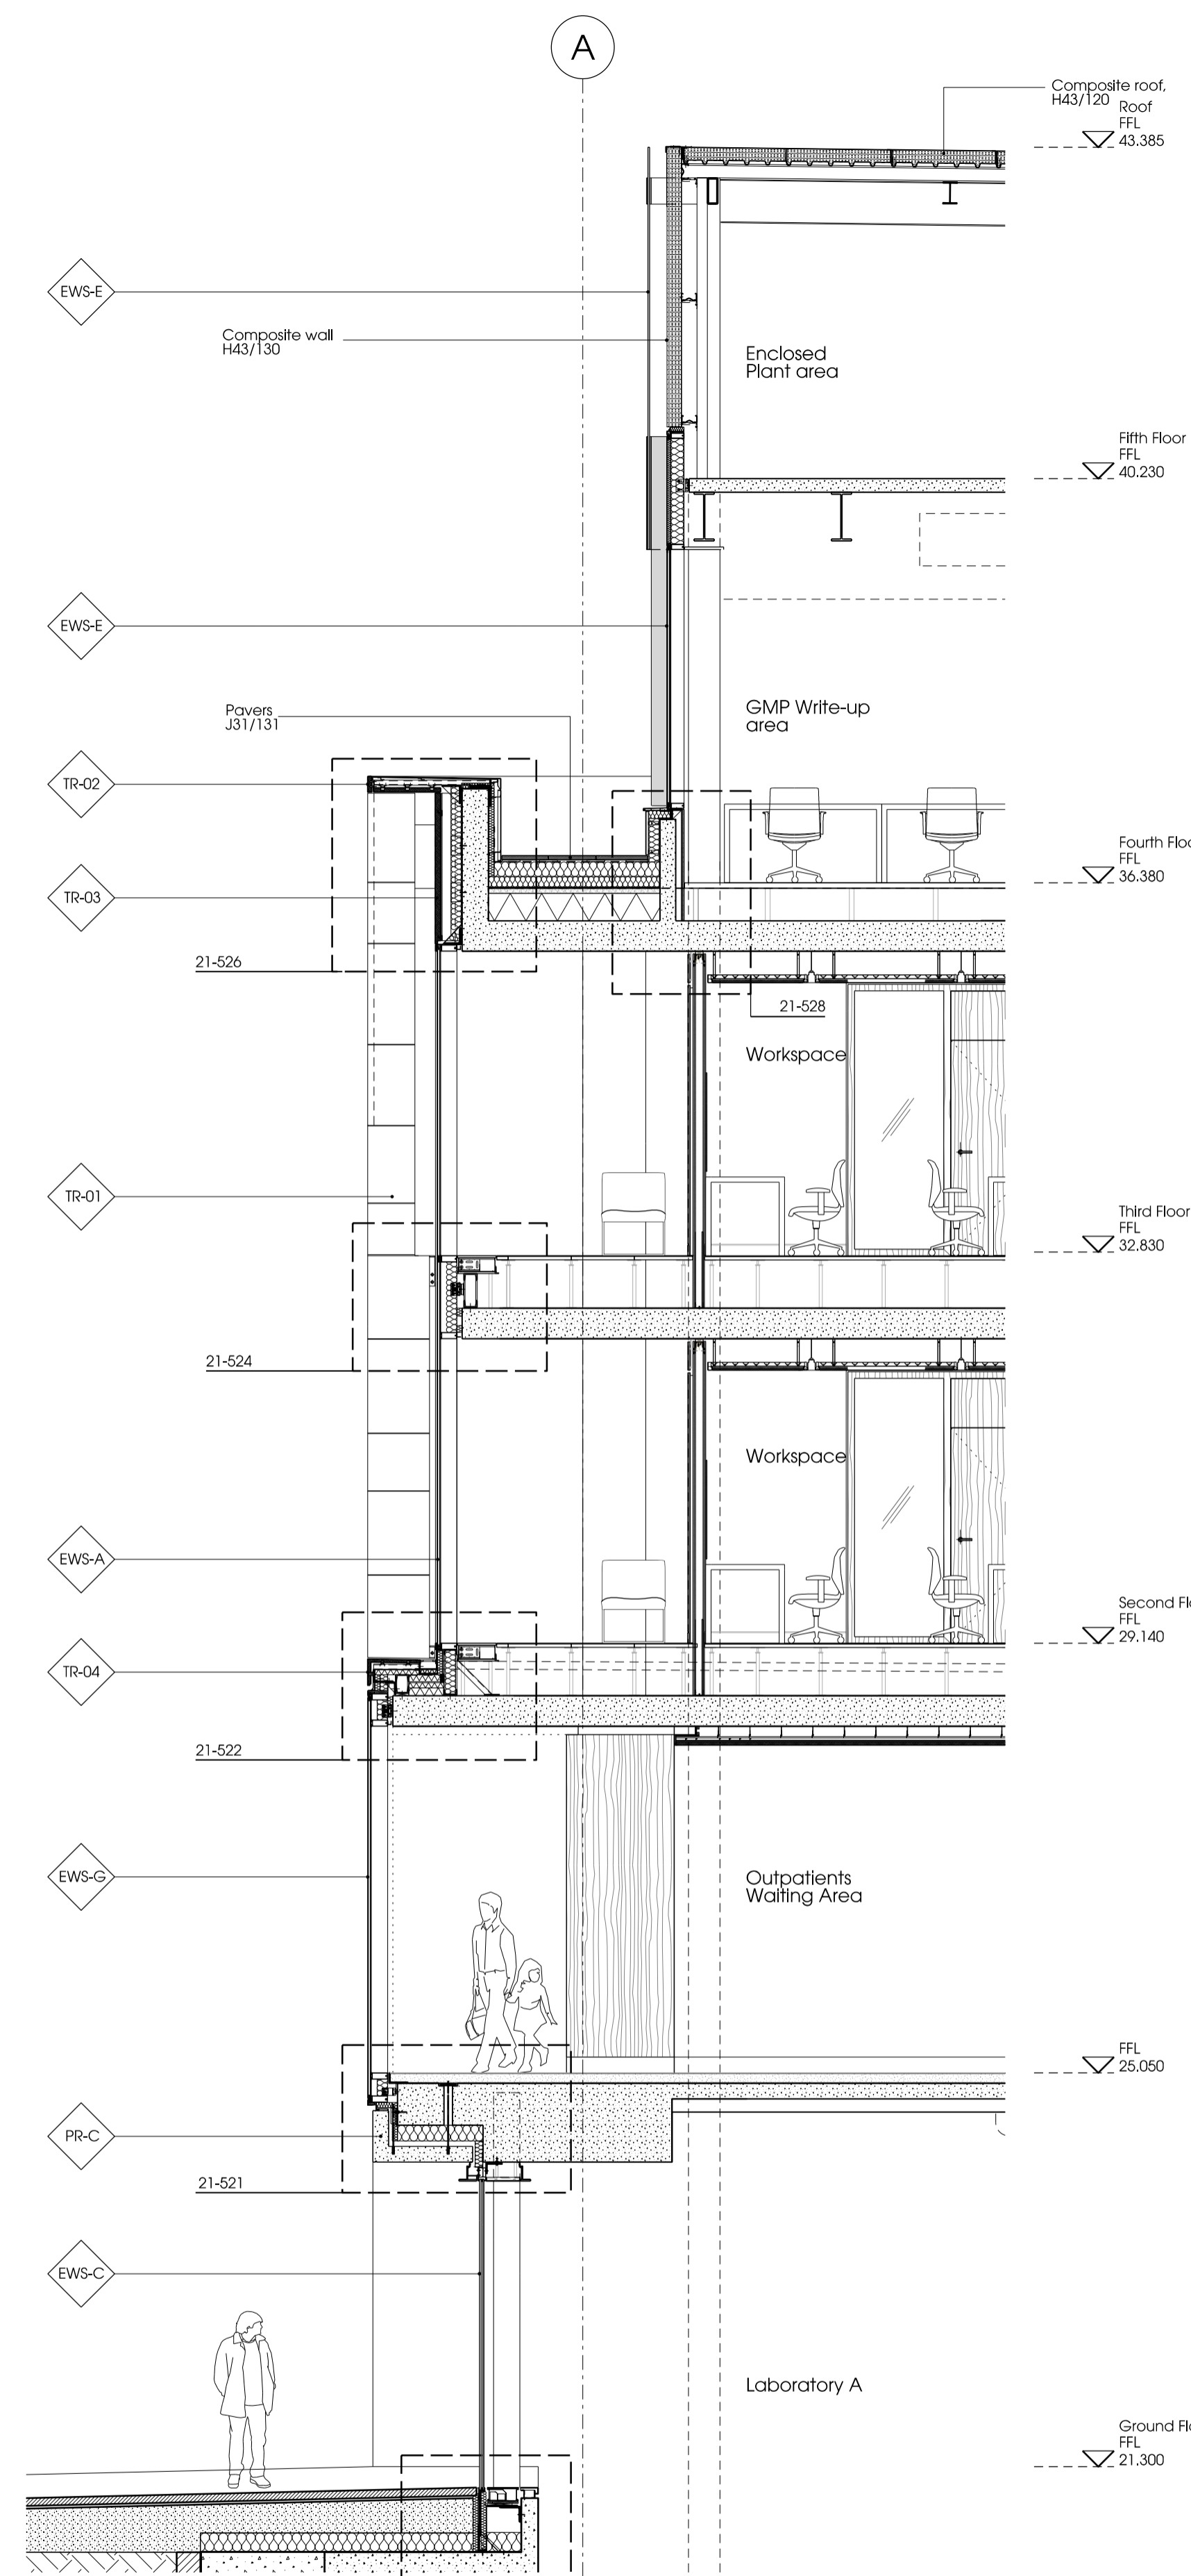 A
Composite roof,
H43/120
Roof
FFL
43.385
EWS-E
Composite wall
H43/130
Enclosed
Plant area
Fifth Floor
FFL
40.230
EWS-E
Pavers
J31/131
GMP Write-up
area
TR-02
Fourth Floo
FFL
36.380
TR-03
21-526
21-528
Workspace
TR-01
Third Floor
FFL
32.830
21-524
Workspace
EWS-A
Second Flo
FFL
29.140
TR-04
21-522
EWS-G
Outpatients
Waiting Area
FFL
25.050
PR-C
21-521
EWS-C
Laboratory A
Ground Flo
FFL
21.300